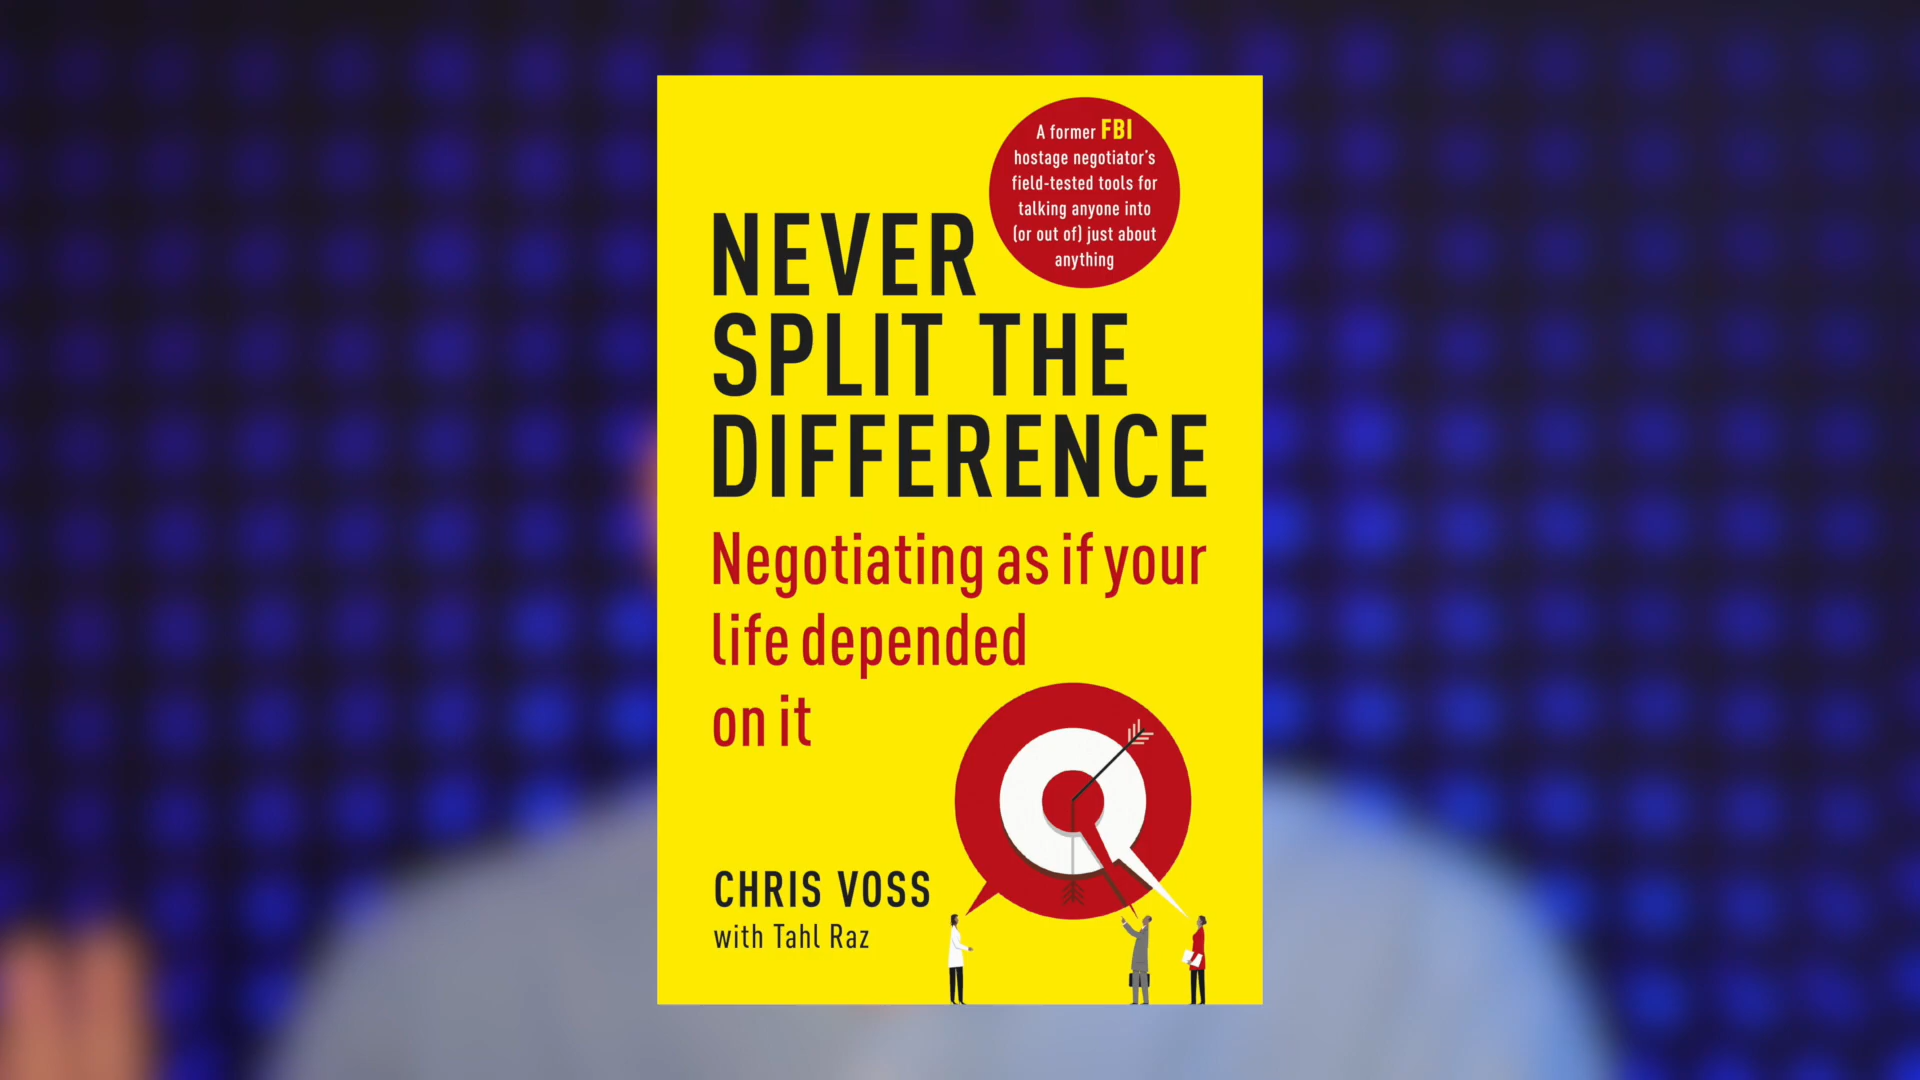 A former FBI
hostage negotiator's
field-tested tools for
talking anyone into
(or out of) just about
anything
NEVER
SPLIT THE
DIFFERENCE
Negotiating as if your
life depended
on it
CHRIS VOSS
with Tahl Raz